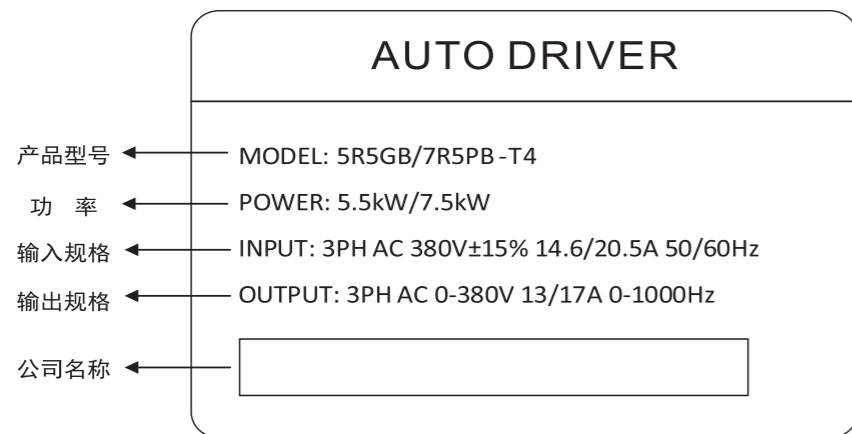 AUTO DRIVER
产品型号 MODEL: 5R5GB/7R5PB-T4
功 率 POWER: 5.5kW/7.5kW
输入规格 INPUT: 3PH AC 380V±15% 14.6/20.5A 50/60Hz
输出规格 OUTPUT: 3PH AC 0-380V 13/17A 0-1000Hz
公司名称